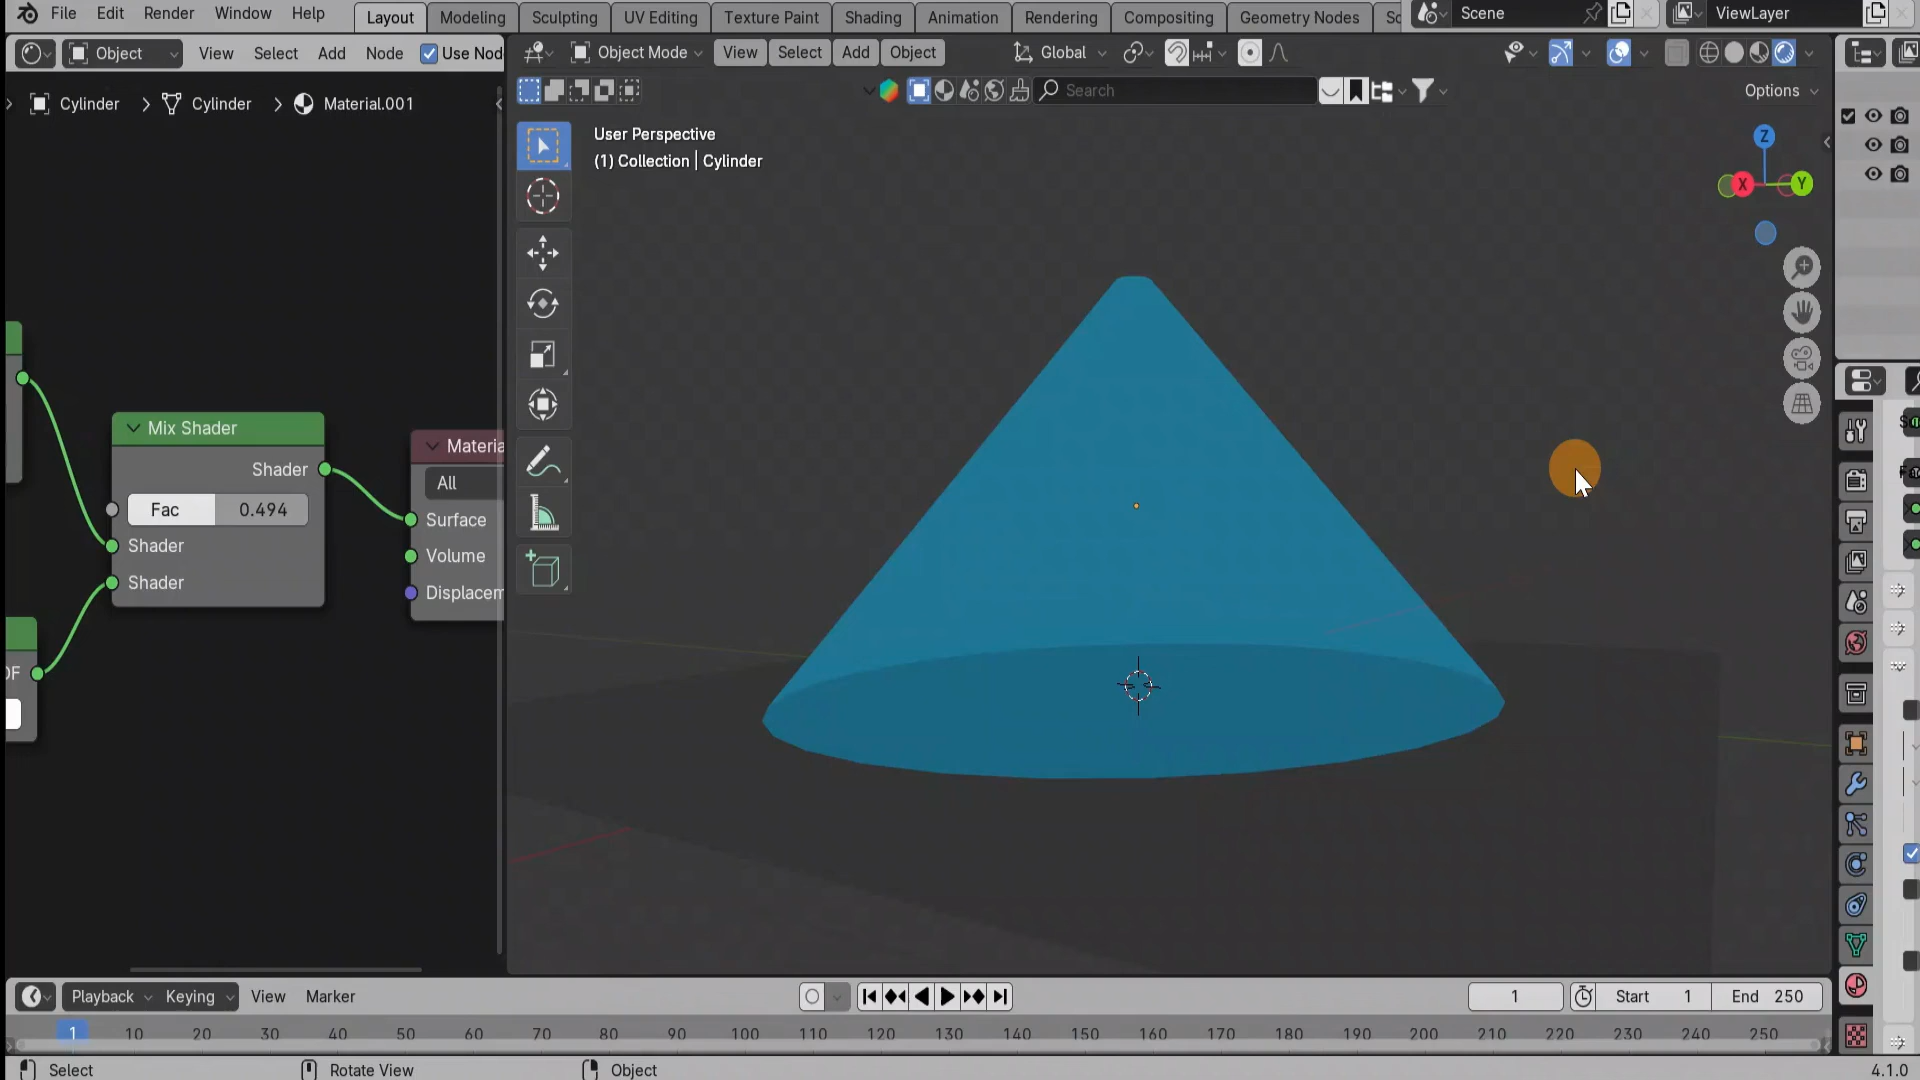 File Edit Render Window Help Layout Modeling Sculpting UV Editing Texture Paint Shading Animation Rendering Compositing Geometry Nodes Sc Scene ViewLayer
Object View Select Add Node Use Nod Object Mode View Select Add Object Global
Search Options
Cylinder > Cylinder > Material.001
User Perspective
(1) Collection | Cylinder
Z
X Y
Mix Shader
Shader
Fac 0.494
Shader
Shader
Materia
All
Surface
Volume
Displacem
DF
Playback Keying View Marker 1 Start 1 End 250
1 10 20 30 40 50 60 70 80 90 100 110 120 130 140 150 160 170 180 190 200 210 220 230 240 250
Select Rotate View Object 4.1.0